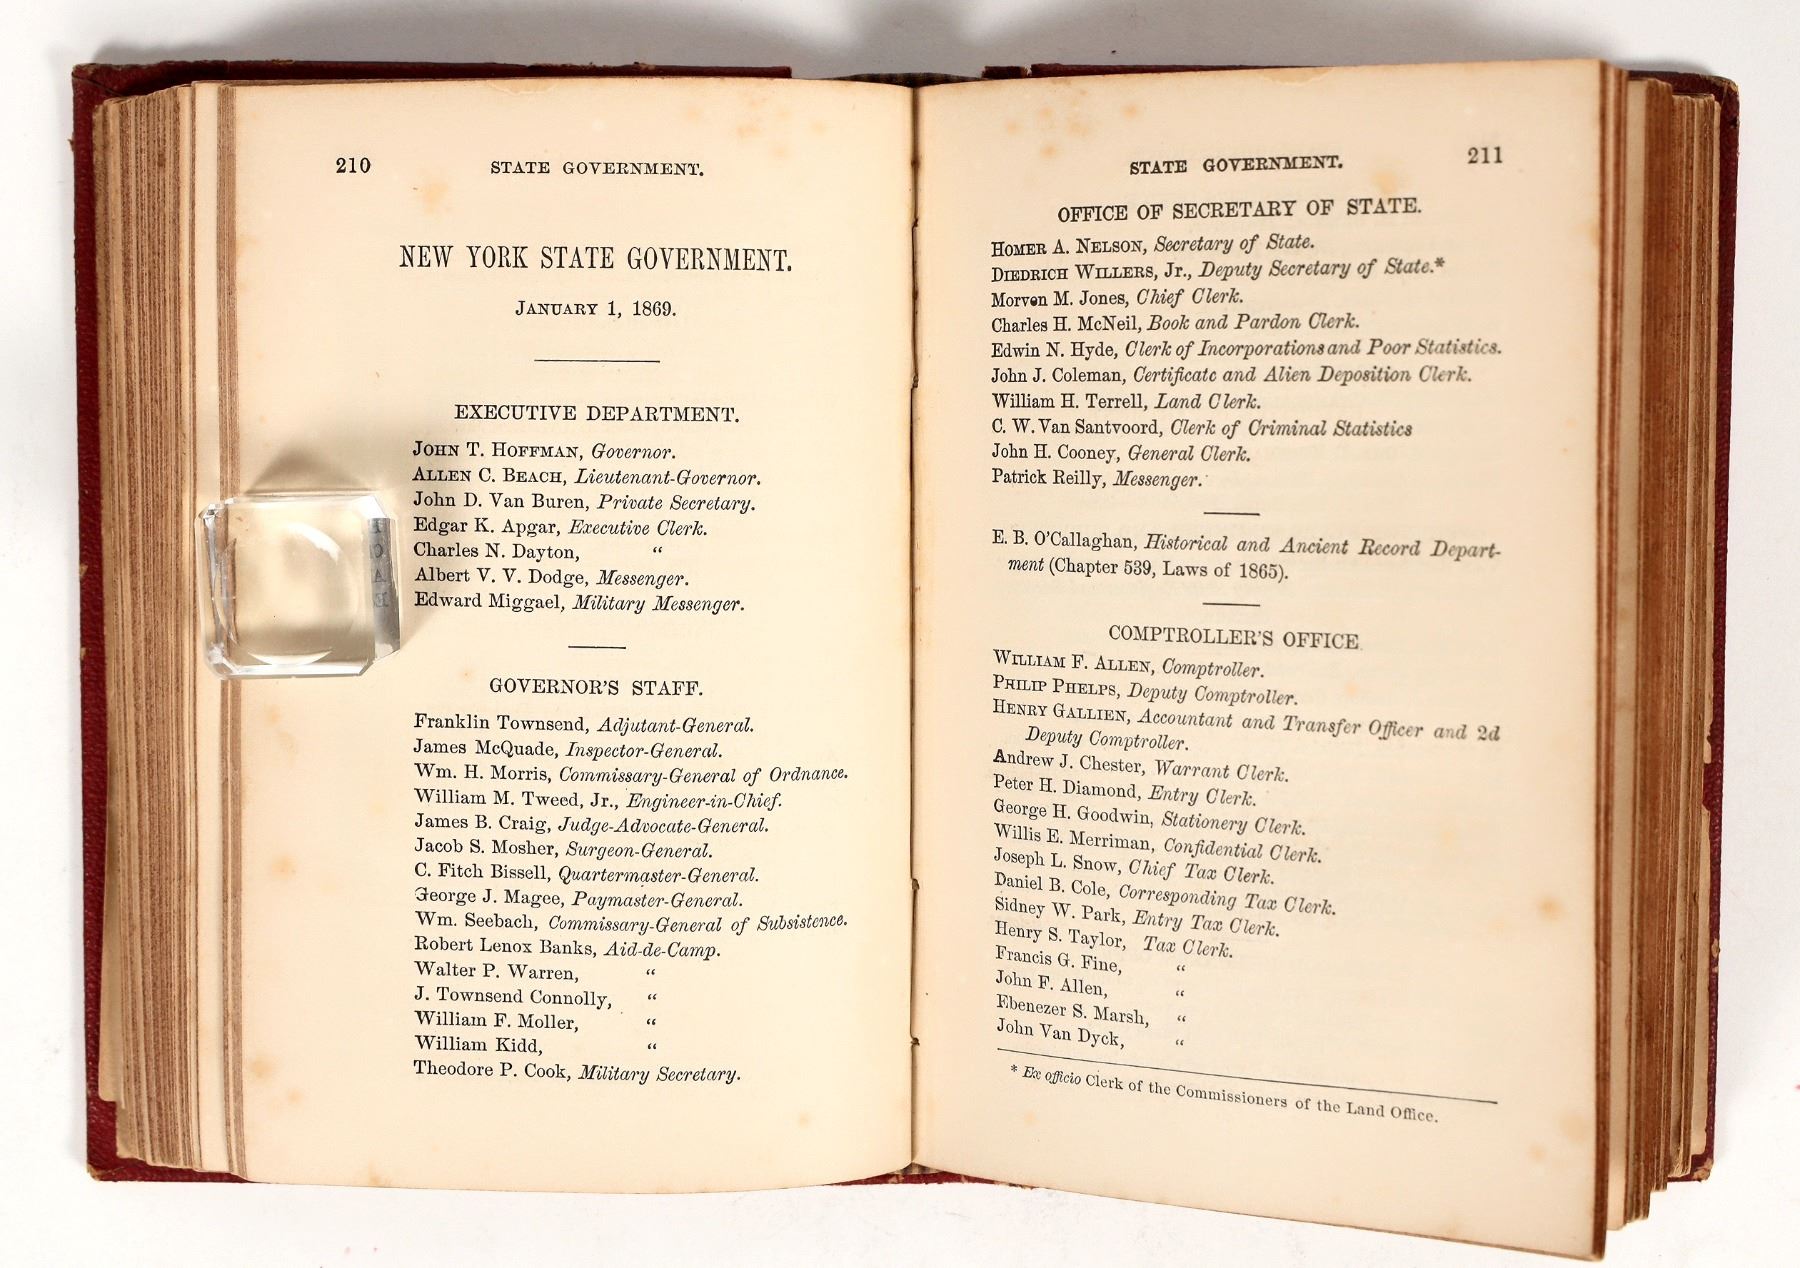 210 STATE GOVERNMENT.
NEW YORK STATE GOVERNMENT.
JANUARY 1, 1869.
EXECUTIVE DEPARTMENT.
JOHN T. HOFFMAN, Governor.
ALLEN C. BEACH, Lieutenant-Governor.
John D. Van Buren, Private Secretary.
Edgar K. Apgar, Executive Clerk.
Charles N. Dayton, “
Albert V. V. Dodge, Messenger.
Edward Miggael, Military Messenger.
GOVERNOR'S STAFF.
Franklin Townsend, Adjutant-General.
James McQuade, Inspector-General.
Wm. H. Morris, Commissary-General of Ordnance.
William M. Tweed, Jr., Engineer-in-Chief.
James B. Craig, Judge-Advocate-General.
Jacob S. Mosher, Surgeon-General.
C. Fitch Bissell, Quartermaster-General.
George J. Magee, Paymaster-General.
Wm. Seebach, Commissary-General of Subsistence.
Robert Lenox Banks, Aid-de-Camp.
Walter P. Warren, “
J. Townsend Connolly, “
William F. Moller, “
William Kidd, “
Theodore P. Cook, Military Secretary.
STATE GOVERNMENT. 211
OFFICE OF SECRETARY OF STATE.
HOMER A. NELSON, Secretary of State.
DIEDRICH WILLERS, Jr., Deputy Secretary of State.*
Morven M. Jones, Chief Clerk.
Charles H. McNeil, Book and Pardon Clerk.
Edwin N. Hyde, Clerk of Incorporations and Poor Statistics.
John J. Coleman, Certificate and Alien Deposition Clerk.
William H. Terrell, Land Clerk.
C. W. Van Santvoord, Clerk of Criminal Statistics
John H. Cooney, General Clerk.
Patrick Reilly, Messenger.
E. B. O'Callaghan, Historical and Ancient Record Depart-
ment (Chapter 539, Laws of 1865).
COMPTROLLER'S OFFICE.
WILLIAM F. ALLEN, Comptroller.
PHILIP PHELPS, Deputy Comptroller.
HENRY GALLIEN, Accountant and Transfer Officer and 2d
Deputy Comptroller.
Andrew J. Chester, Warrant Clerk.
Peter H. Diamond, Entry Clerk.
George H. Goodwin, Stationery Clerk.
Willis E. Merriman, Confidential Clerk.
Joseph L. Snow, Chief Tax Clerk.
Daniel B. Cole, Corresponding Tax Clerk.
Sidney W. Park, Entry Tax Clerk.
Henry S. Taylor, Tax Clerk.
Francis G. Fine, “
John F. Allen, “
Ebenezer S. Marsh, “
John Van Dyck, “
* Ex officio Clerk of the Commissioners of the Land Office.